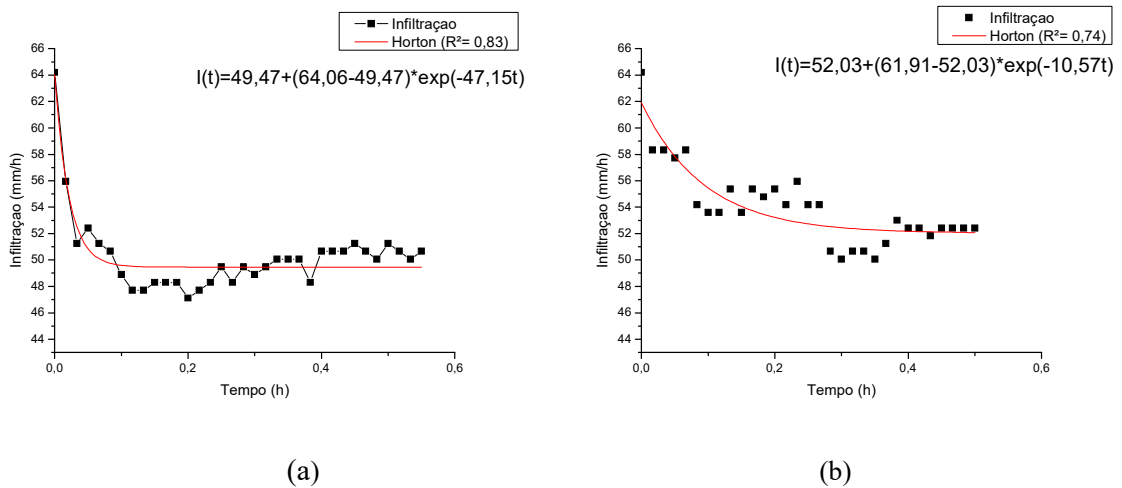 Infiltraçao
Horton (R²= 0,83)
I(t)=49,47+(64,06-49,47)*exp(-47,15t)
66
64
62
60
58
56
54
52
50
48
46
44
Infiltraçao (mm/h)
0,0
0,2
0,4
0,6
Tempo (h)
(a)
Infiltraçao
Horton (R²= 0,74)
I(t)=52,03+(61,91-52,03)*exp(-10,57t)
66
64
62
60
58
56
54
52
50
48
46
44
Infiltraçao (mm/h)
0,0
0,2
0,4
0,6
Tempo (h)
(b)